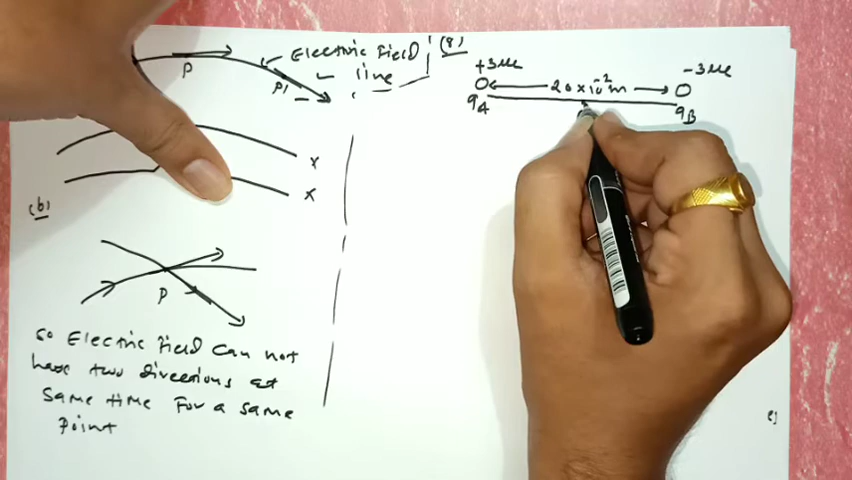 P
Electric Field
line
P'
x
x
(b)
P
so Electric Field can not
have two directions at
same time For a same
Point
(8)
+3μc
-3μc
20×10⁻²m
qA
qB